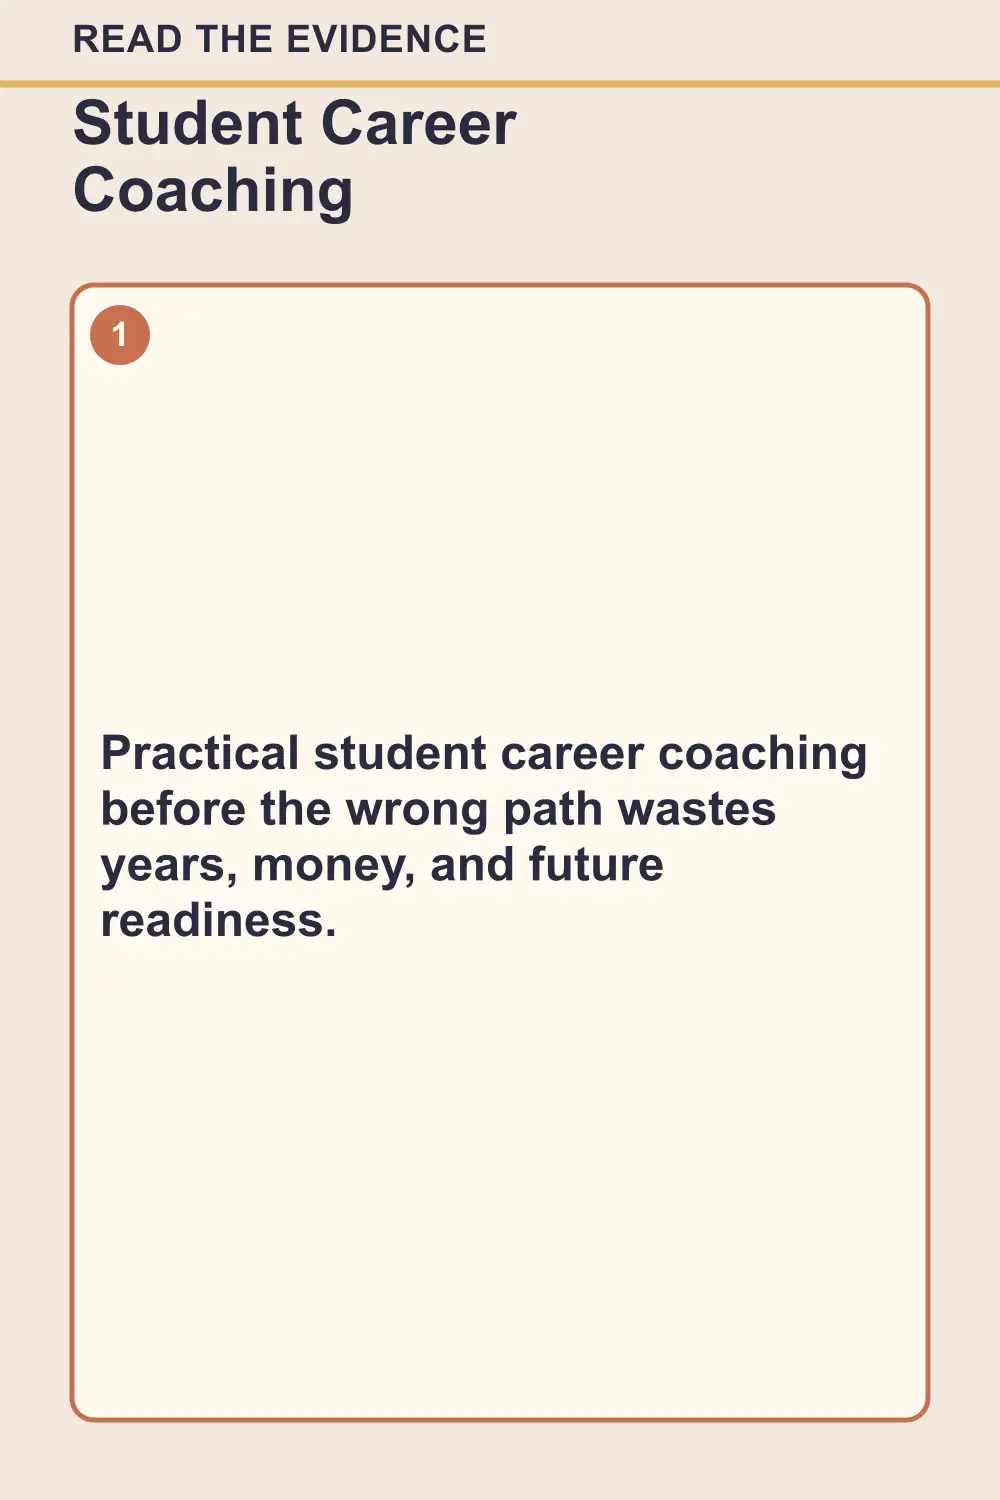 READ THE EVIDENCE
Student Career
Coaching
1
Practical student career coaching
before the wrong path wastes
years, money, and future
readiness.